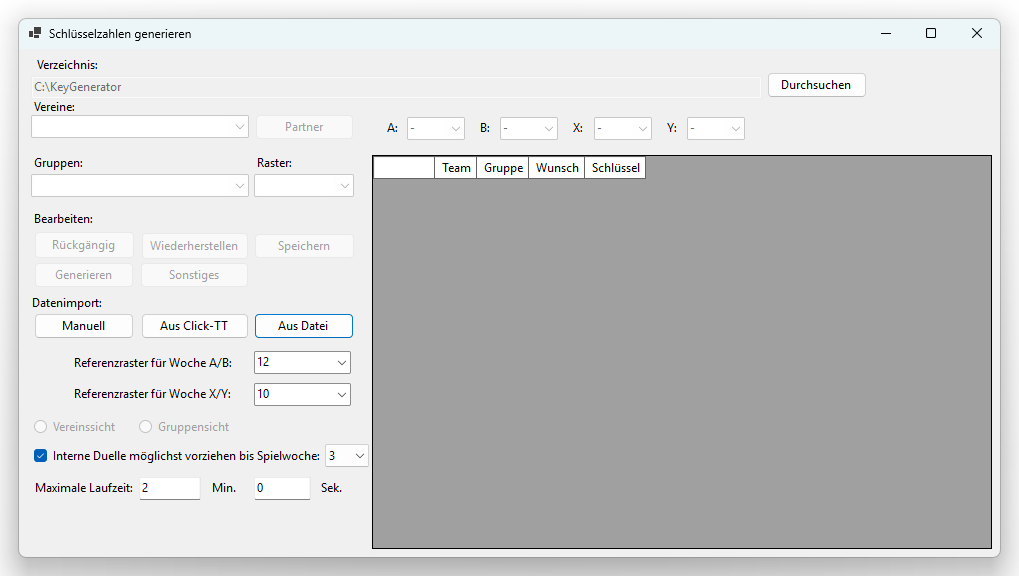 Schlüsselzahlen generieren
Verzeichnis:
C:\KeyGenerator
Durchsuchen
Vereine:
Partner
A: - B: - X: - Y: -
Gruppen: Raster:
Team Gruppe Wunsch Schlüssel
Bearbeiten:
Rückgängig Wiederherstellen Speichern
Generieren Sonstiges
Datenimport:
Manuell Aus Click-TT Aus Datei
Referenzraster für Woche A/B: 12
Referenzraster für Woche X/Y: 10
Vereinssicht Gruppensicht
Interne Duelle möglichst vorziehen bis Spielwoche: 3
Maximale Laufzeit: 2 Min. 0 Sek.